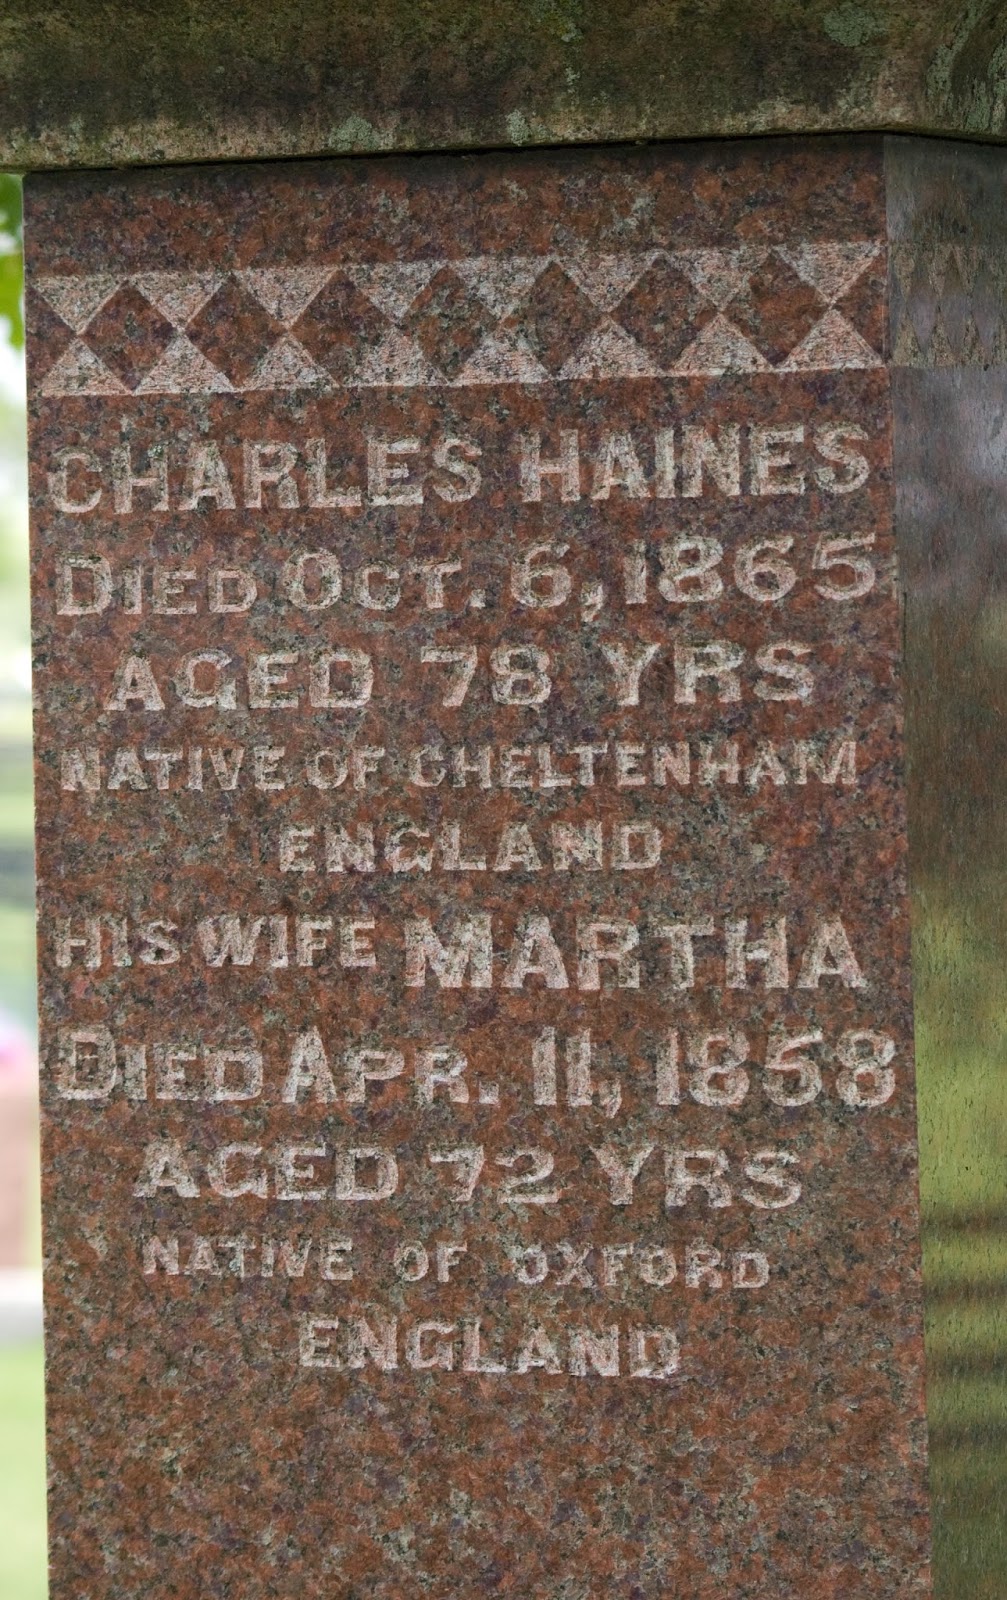 CHARLES HAINES
DIED OCT. 6, 1865
AGED 78 YRS
NATIVE OF CHELTENHAM
ENGLAND
HIS WIFE MARTHA
DIED APR. 11, 1858
AGED 72 YRS
NATIVE OF OXFORD
ENGLAND